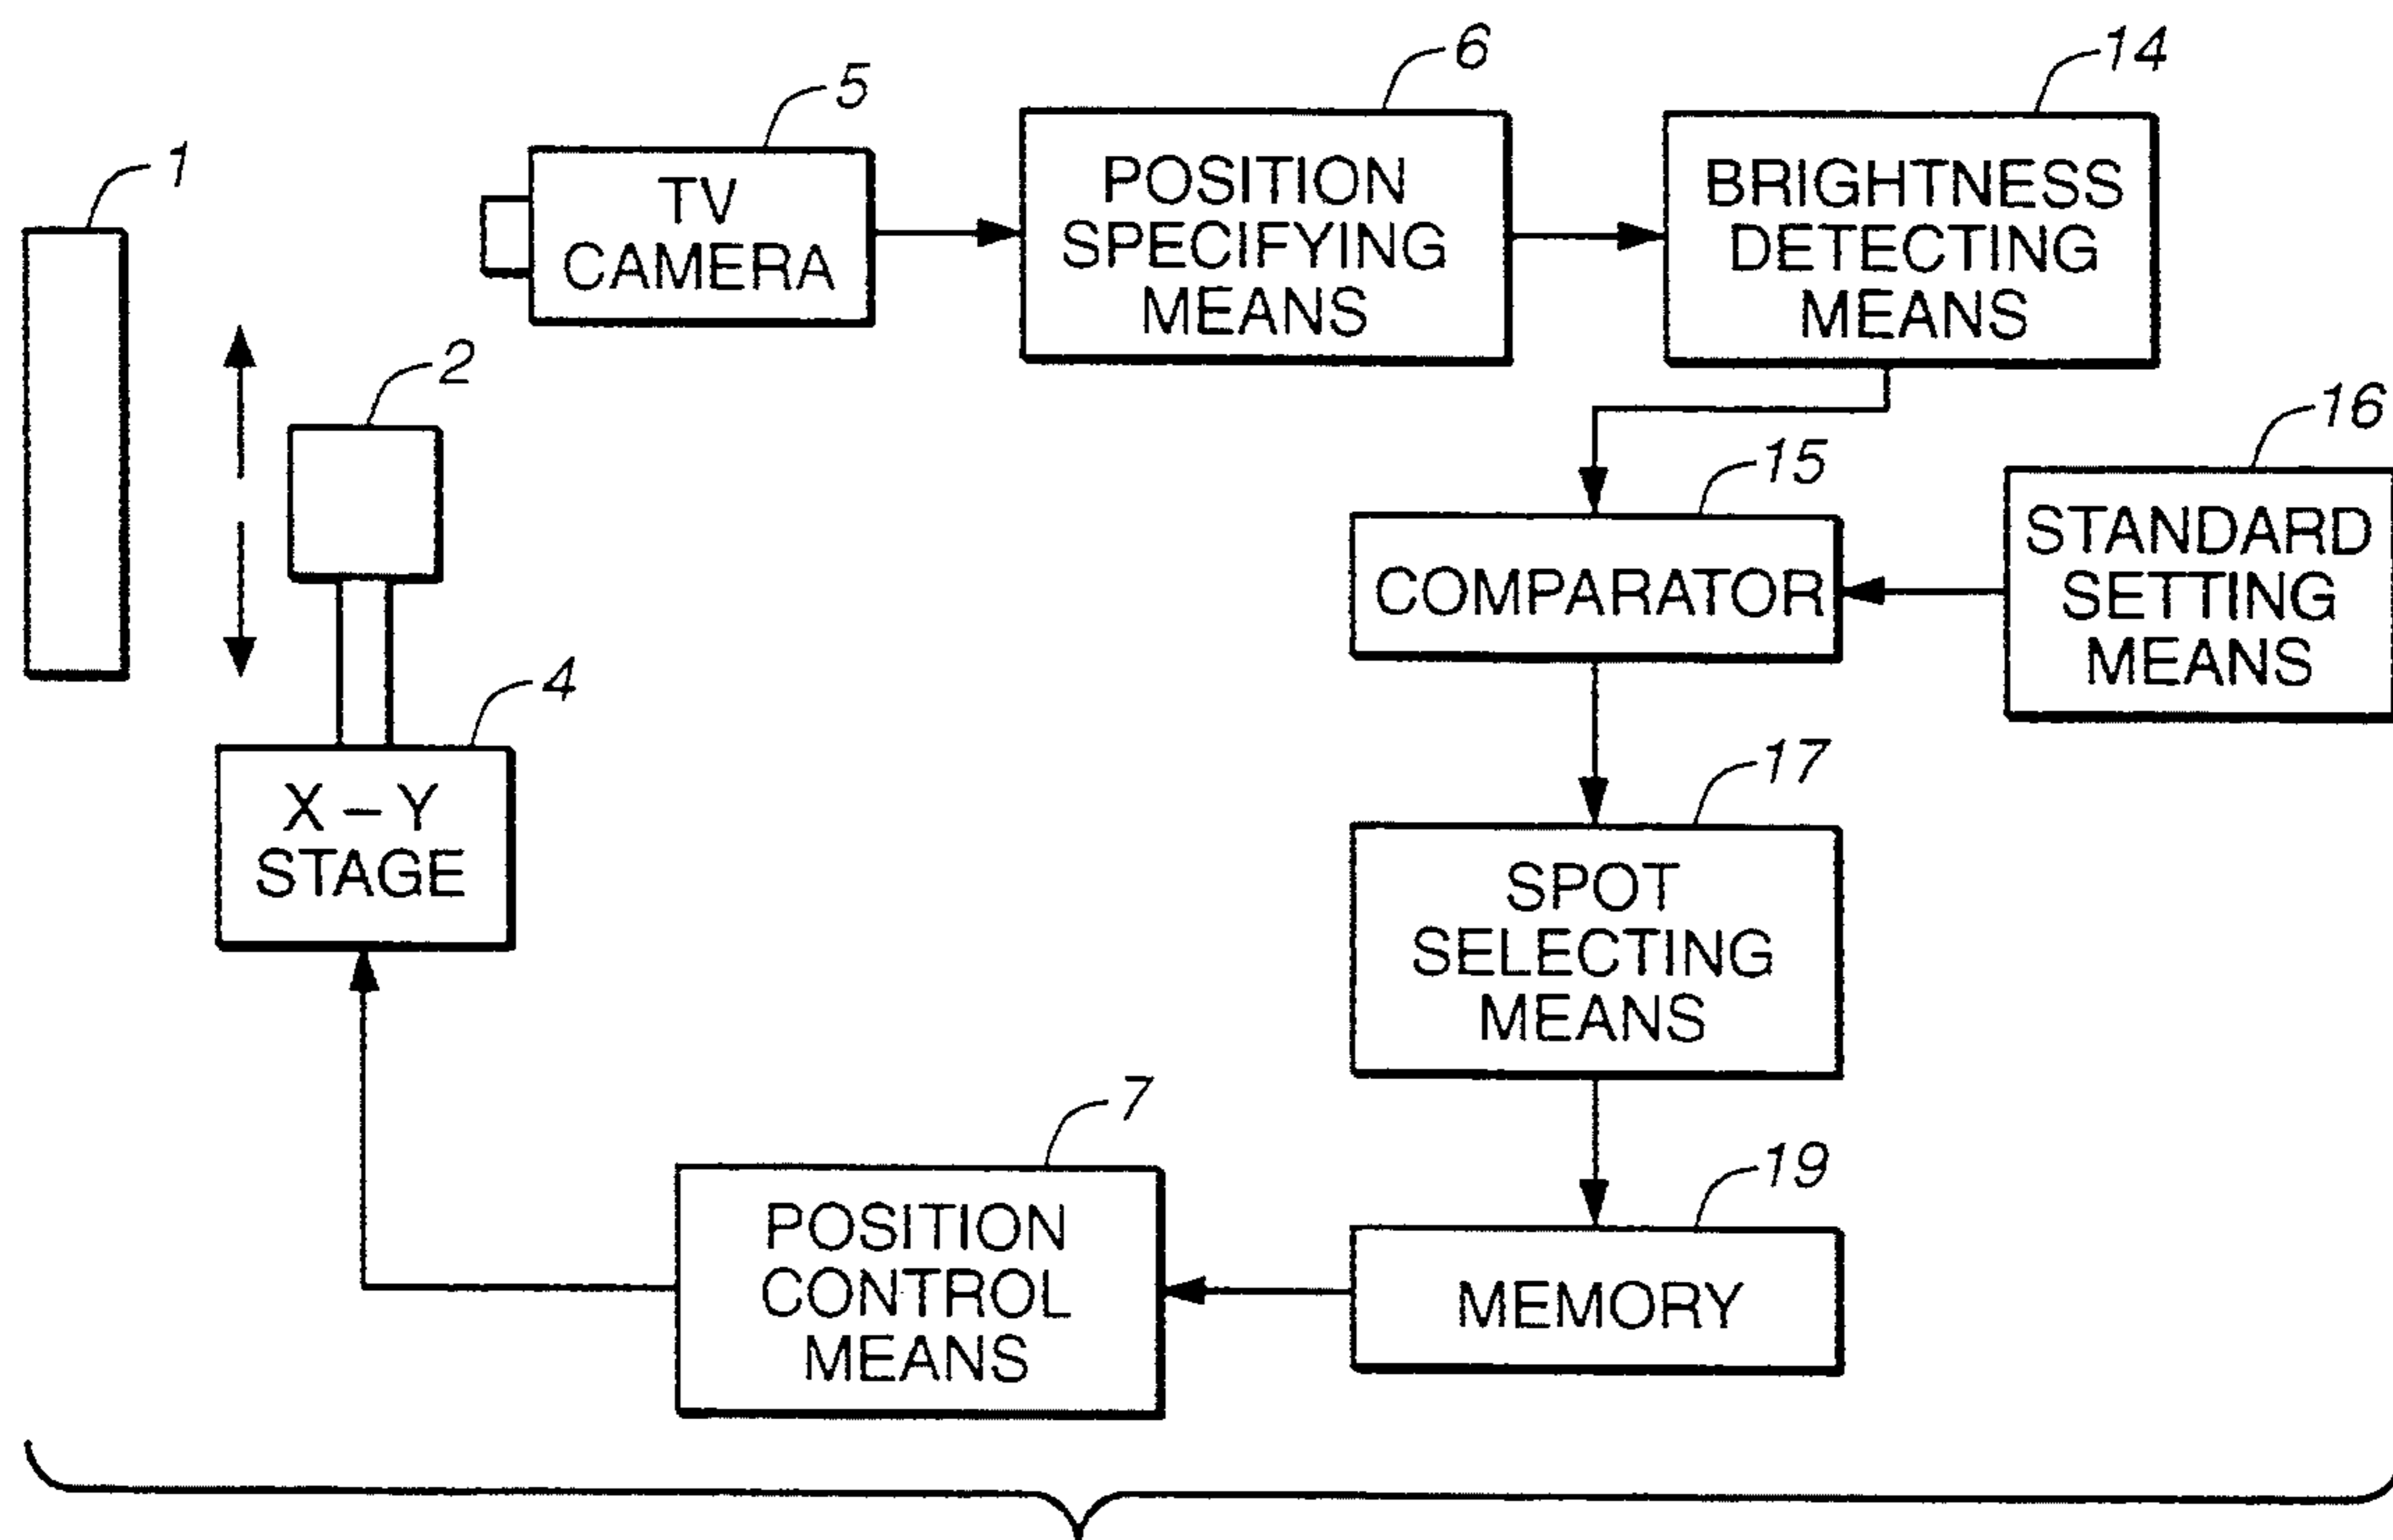 1
2
5
TV
CAMERA
6
POSITION
SPECIFYING
MEANS
14
BRIGHTNESS
DETECTING
MEANS
15
COMPARATOR
16
STANDARD
SETTING
MEANS
4
X – Y
STAGE
17
SPOT
SELECTING
MEANS
7
POSITION
CONTROL
MEANS
19
MEMORY